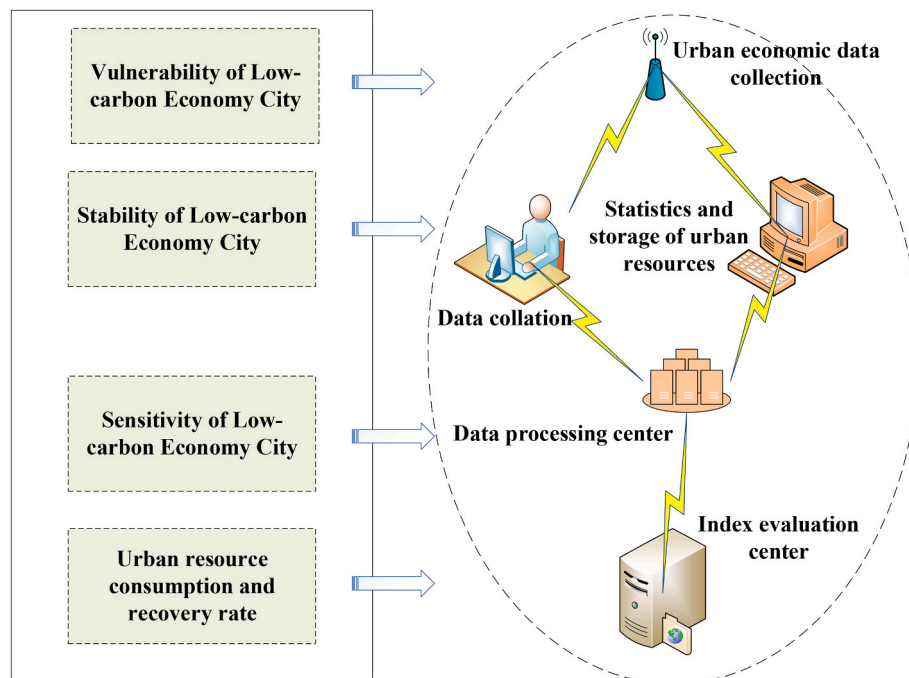 Vulnerability of Low-
carbon Economy City
Stability of Low-carbon
Economy City
Sensitivity of Low-
carbon Economy City
Urban resource
consumption and
recovery rate
Urban economic data
collection
Statistics and
storage of urban
resources
Data collation
Data processing center
Index evaluation
center